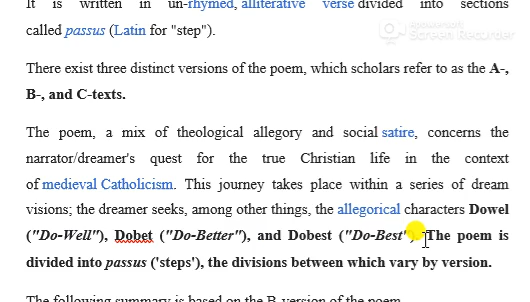 It is written in un-rhymed, alliterative verse divided into sections
called passus (Latin for "step").
There exist three distinct versions of the poem, which scholars refer to as the A-,
B-, and C-texts.
The poem, a mix of theological allegory and social satire, concerns the
narrator/dreamer's quest for the true Christian life in the context
of medieval Catholicism. This journey takes place within a series of dream
visions; the dreamer seeks, among other things, the allegorical characters Dowel
("Do-Well"), Dobet ("Do-Better"), and Dobest ("Do-Best"). The poem is
divided into passus ('steps'), the divisions between which vary by version.
The following summary is based on the B-version of the poem
Screen Recorder